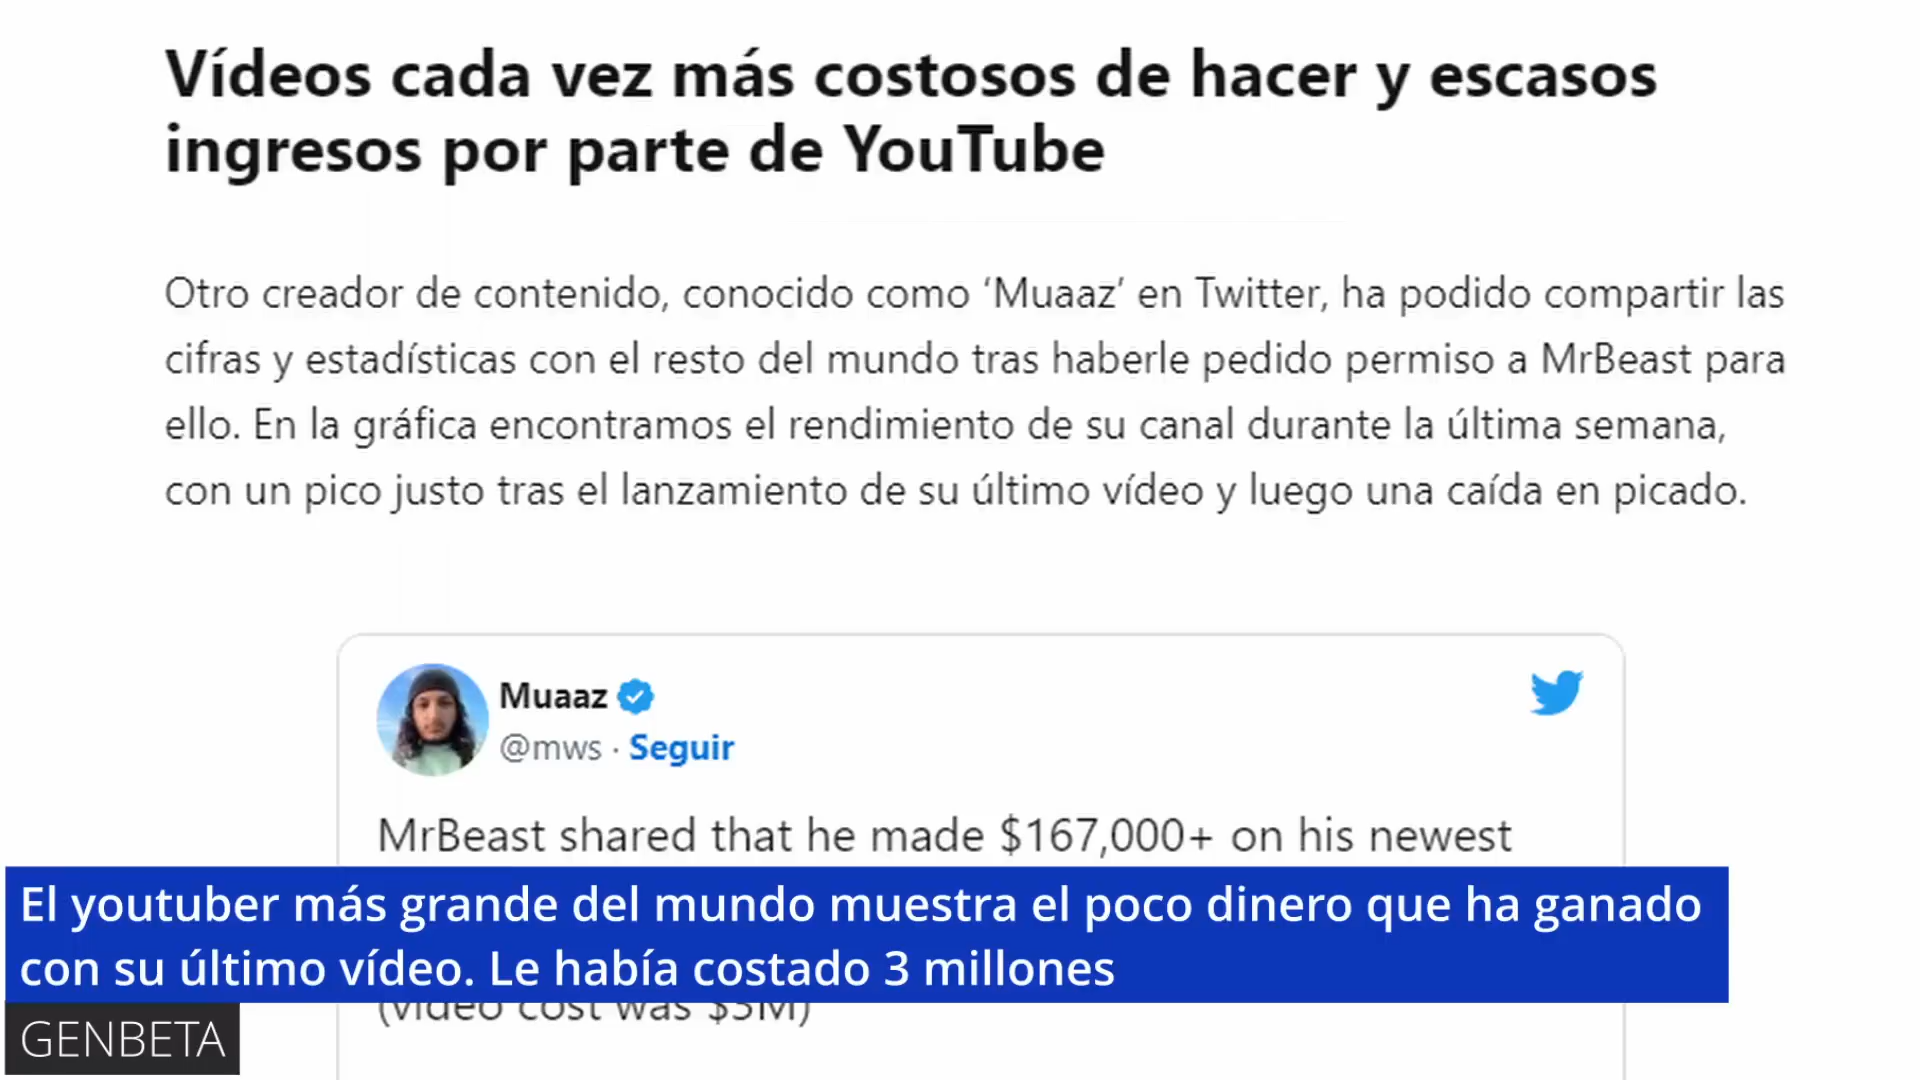 Vídeos cada vez más costosos de hacer y escasos
ingresos por parte de YouTube
Otro creador de contenido, conocido como ‘Muaaz’ en Twitter, ha podido compartir las
cifras y estadísticas con el resto del mundo tras haberle pedido permiso a MrBeast para
ello. En la gráfica encontramos el rendimiento de su canal durante la última semana,
con un pico justo tras el lanzamiento de su último vídeo y luego una caída en picado.
Muaaz
@mws · Seguir
MrBeast shared that he made $167,000+ on his newest
El youtuber más grande del mundo muestra el poco dinero que ha ganado
con su último vídeo. Le había costado 3 millones
(video cost was $3M)
GENBETA